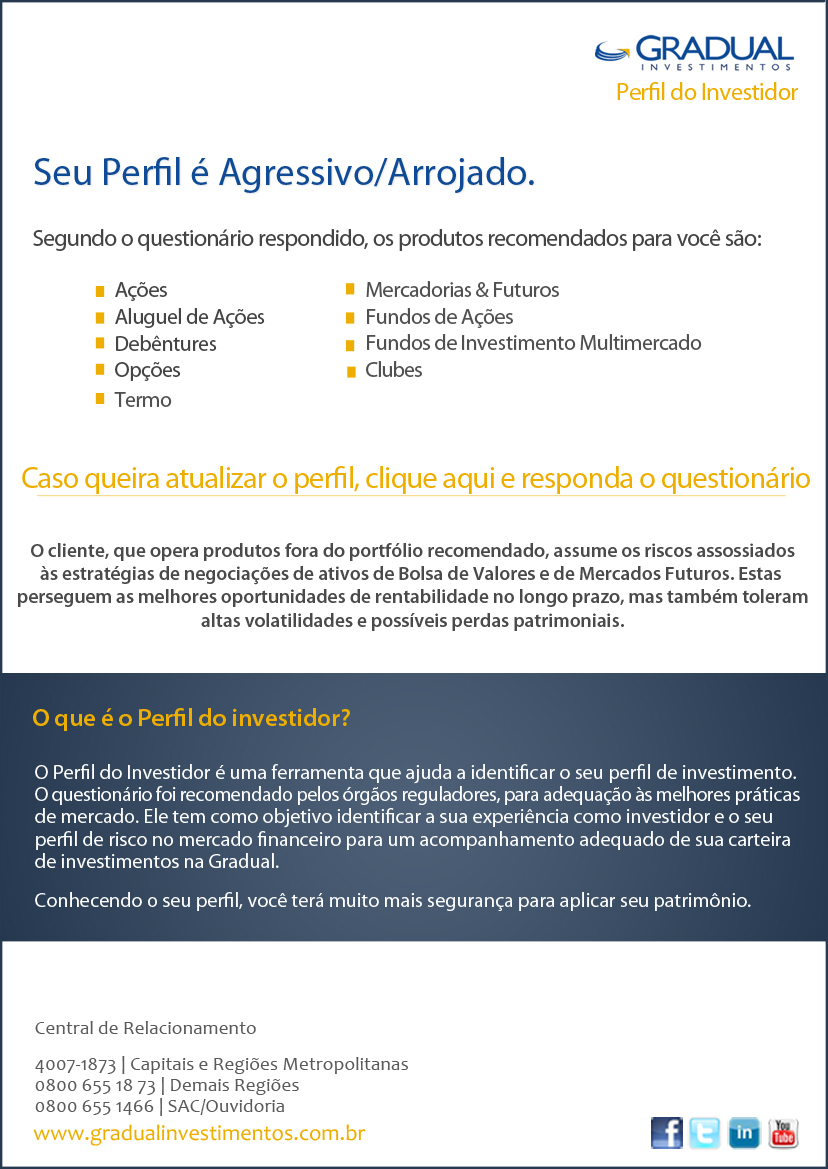 GRADUAL
INVESTIMENTOS
Perfil do Investidor
Seu Perfil é Agressivo/Arrojado.
Segundo o questionário respondido, os produtos recomendados para você são:
Ações
Aluguel de Ações
Debêntures
Opções
Termo
Mercadorias & Futuros
Fundos de Ações
Fundos de Investimento Multimercado
Clubes
Caso queira atualizar o perfil, clique aqui e responda o questionário
O cliente, que opera produtos fora do portfólio recomendado, assume os riscos assossiados
às estratégias de negociações de ativos de Bolsa de Valores e de Mercados Futuros. Estas
perseguem as melhores oportunidades de rentabilidade no longo prazo, mas também toleram
altas volatilidades e possíveis perdas patrimoniais.
O que é o Perfil do investidor?
O Perfil do Investidor é uma ferramenta que ajuda a identificar o seu perfil de investimento.
O questionário foi recomendado pelos órgãos reguladores, para adequação às melhores práticas
de mercado. Ele tem como objetivo identificar a sua experiência como investidor e o seu
perfil de risco no mercado financeiro para um acompanhamento adequado de sua carteira
de investimentos na Gradual.
Conhecendo o seu perfil, você terá muito mais segurança para aplicar seu patrimônio.
Central de Relacionamento
4007-1873 | Capitais e Regiões Metropolitanas
0800 655 18 73 | Demais Regiões
0800 655 1466 | SAC/Ouvidoria
www.gradualinvestimentos.com.br
f
t
in
You
Tube